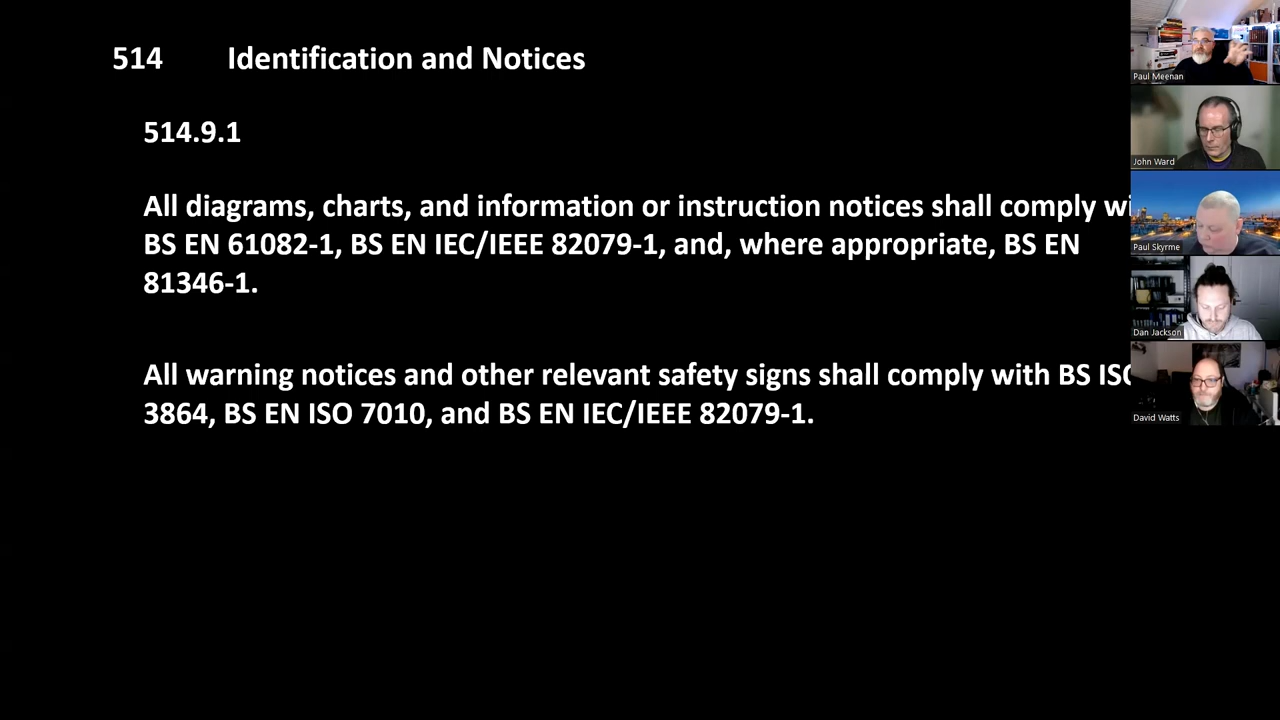 514 Identification and Notices
514.9.1
All diagrams, charts, and information or instruction notices shall comply
BS EN 61082-1, BS EN IEC/IEEE 82079-1, and, where appropriate, BS EN
81346-1.
All warning notices and other relevant safety signs shall comply with BS
3864, BS EN ISO 7010, and BS EN IEC/IEEE 82079-1.
Paul Meenan
John Ward
Paul Skyrme
Dan Jackson
David Watts